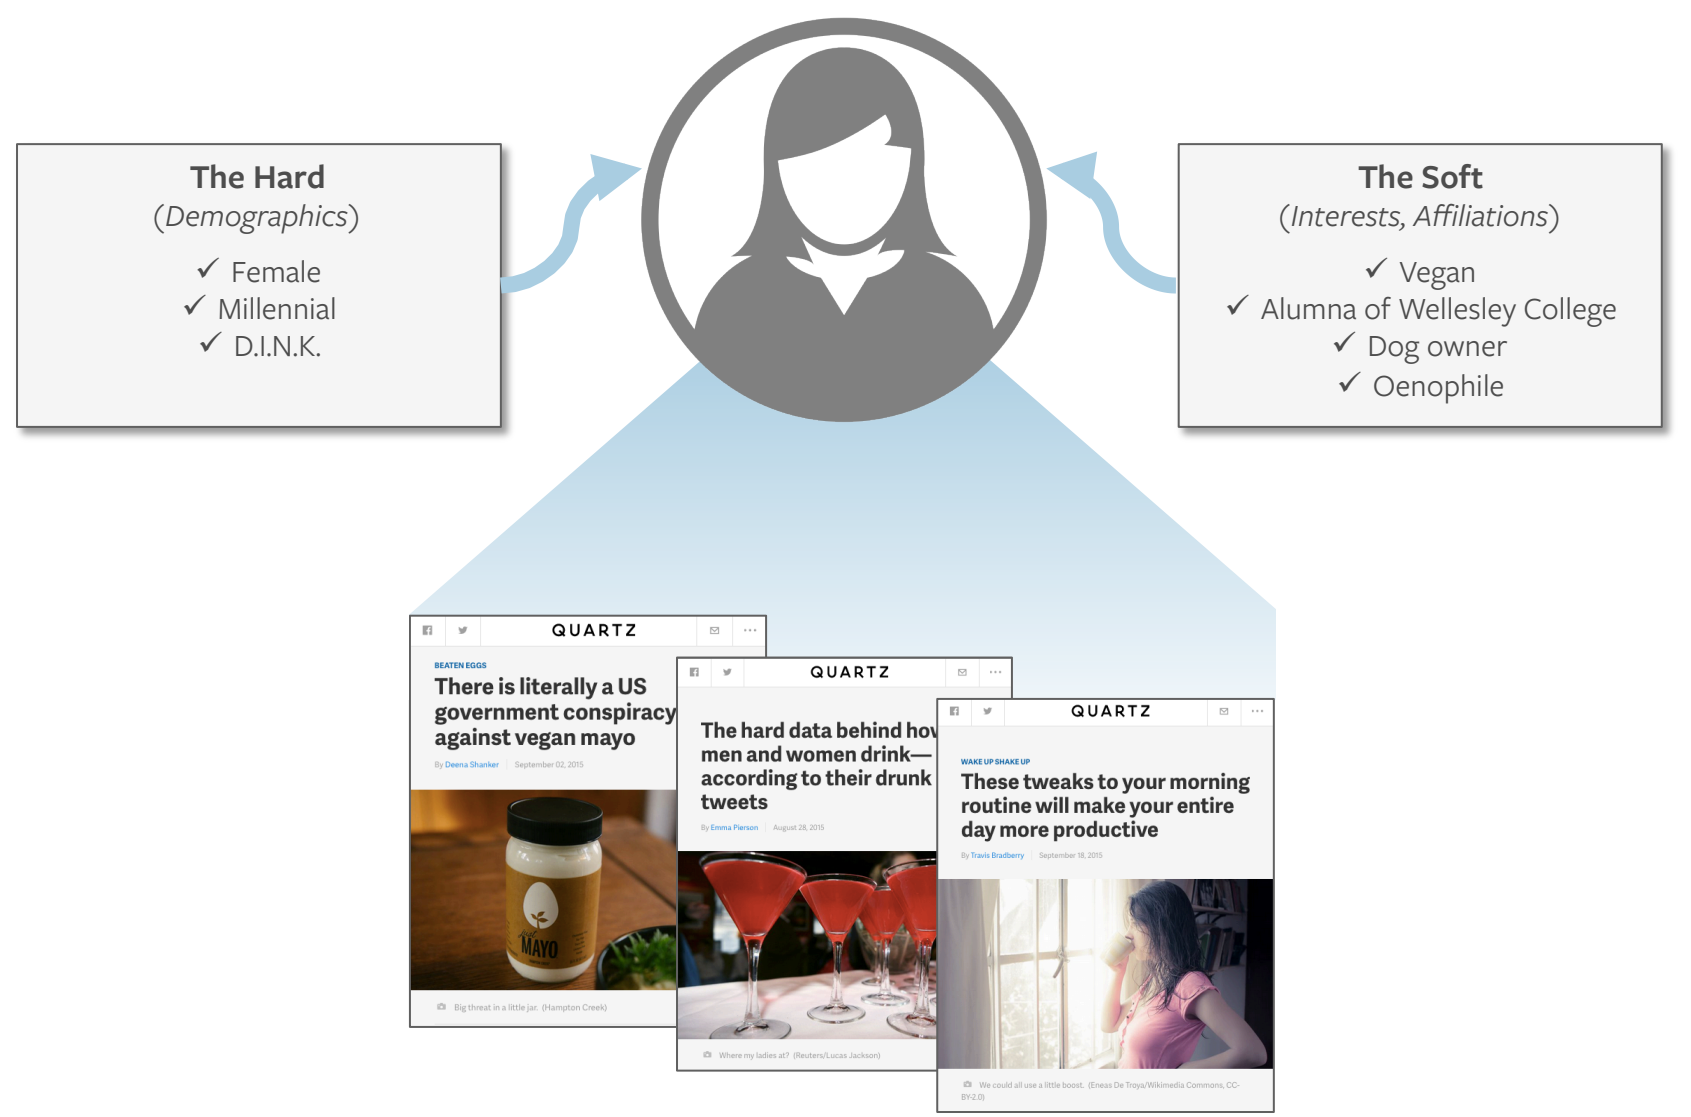 The Hard
(Demographics)
✓ Female
✓ Millennial
✓ D.I.N.K.
The Soft
(Interests, Affiliations)
✓ Vegan
✓ Alumna of Wellesley College
✓ Dog owner
✓ Oenophile
QUARTZ
BEATEN EGGS
There is literally a US
government conspiracy
against vegan mayo
By Deena Shanker | September 02, 2015
just
MAYO
Big threat in a little jar. (Hampton Creek)
QUARTZ
The hard data behind how
men and women drink—
according to their drunk
tweets
By Emma Pierson | August 28, 2015
Where my ladies at? (Reuters/Lucas Jackson)
QUARTZ
WAKE UP SHAKE UP
These tweaks to your morning
routine will make your entire
day more productive
By Travis Bradberry | September 18, 2015
We could all use a little boost. (Eneas De Troya/Wikimedia Commons, CC-
BY-2.0)